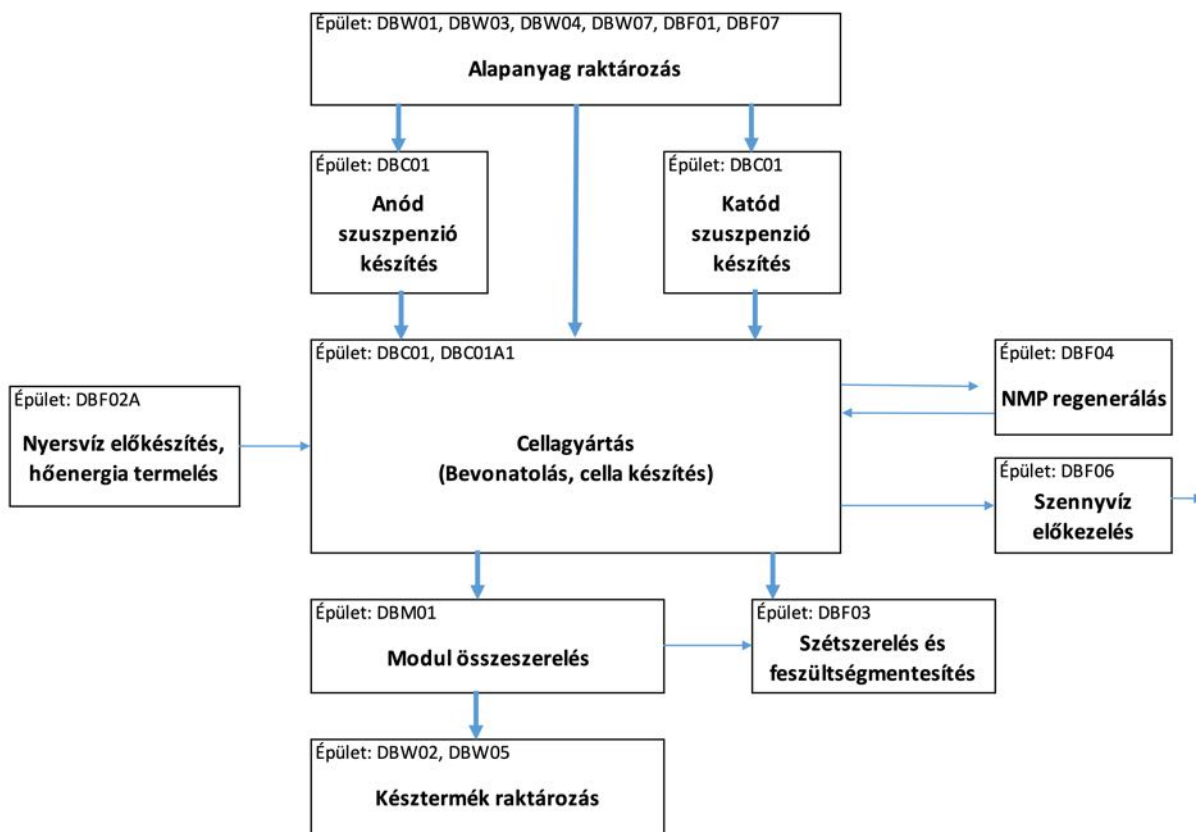 Épület: DBW01, DBW03, DBW04, DBW07, DBF01, DBF07
Alapanyag raktározás
Épület: DBC01
Anód
szuszpenzió
készítés
Épület: DBC01
Katód
szuszpenzió
készítés
Épület: DBC01, DBC01A1
Cellagyártás
(Bevonatolás, cella készítés)
Épület: DBF04
NMP regenerálás
Épület: DBF02A
Nyersvíz előkészítés,
hőenergia termelés
Épület: DBF06
Szennyvíz
előkezelés
Épület: DBM01
Modul összeszerelés
Épület: DBF03
Szétszerelés és
feszültségmentesítés
Épület: DBW02, DBW05
Késztermék raktározás